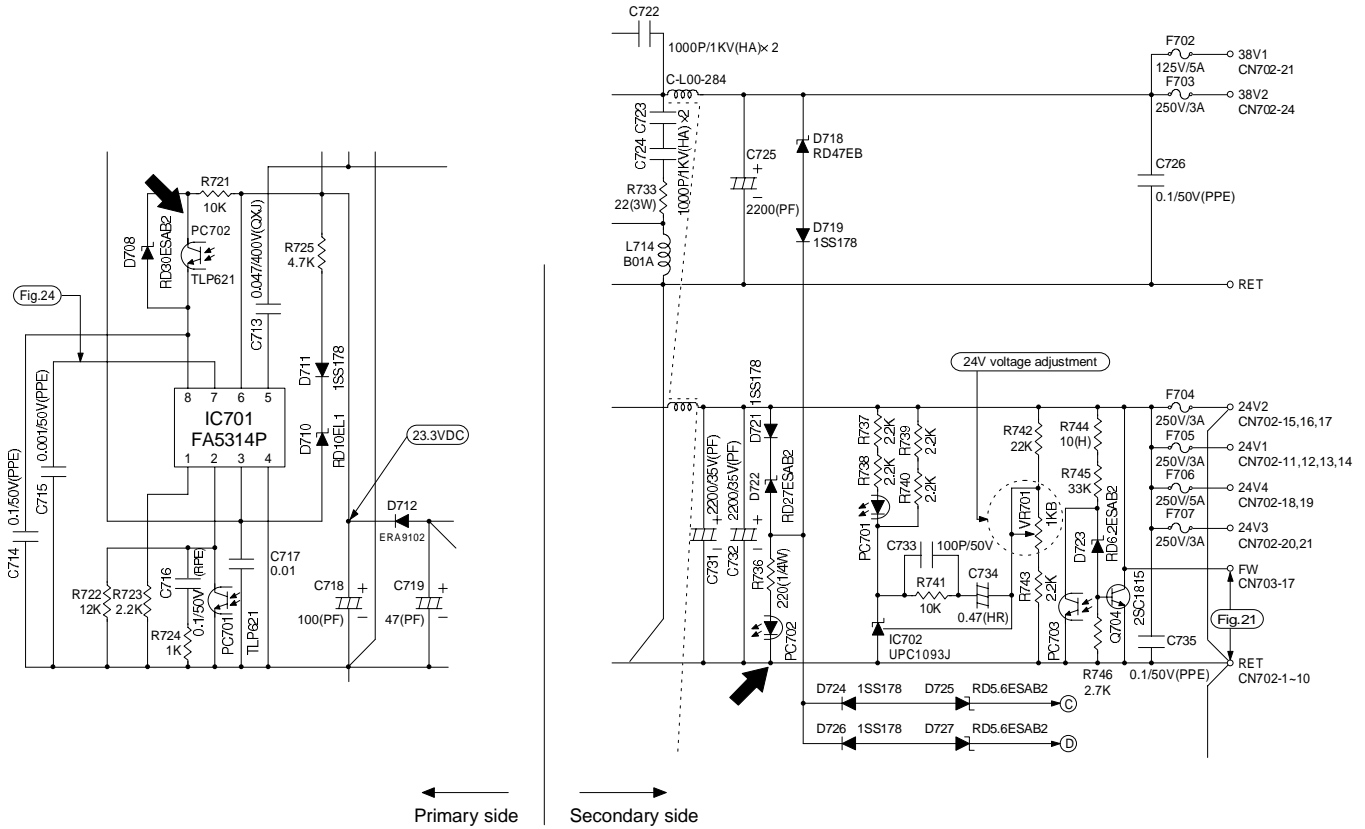 C722
1000P/1KV(HA)×2
C-L00-284
F702
125V/5A
38V1
CN702-21
F703
250V/3A
38V2
CN702-24
C723
C724
1000P/1KV(HA)×2
R733
22(3W)
C725
+
−
2200(PF)
D718
RD47EB
D719
1SS178
C726
0.1/50V(PPE)
L714
B01A
RET
R721
10K
D708
RD30ESAB2
PC702
TLP621
0.047/400V(QXJ)
C713
R725
4.7K
Fig.24
D711
1SS178
D710
RD10EL1
8 7 6 5
IC701
FA5314P
1 2 3 4
0.1/50V(PPE)
C714
0.001/50V(PPE)
C715
23.3VDC
D712
ERA9102
R722
12K
R723
2.2K
C716
0.1/50V
(RPE)
R724
1K
PC701
TLP621
C717
0.01
C718
100(PF)
+
−
C719
47(PF)
+
−
24V voltage adjustment
F704
250V/3A
24V2
CN702-15,16,17
F705
250V/3A
24V1
CN702-11,12,13,14
F706
250V/5A
24V4
CN702-18,19
F707
250V/3A
24V3
CN702-20,21
FW
CN703-17
Fig.21
RET
CN702-1~10
C731
2200/35V(PF)
+
−
C732
2200/35V(PF)
+
−
D721
1SS178
D722
RD27ESAB2
R736
220(1/4W)
PC702
R737
2.2K
R738
2.2K
R739
2.2K
R740
2.2K
PC701
C733
100P/50V
R741
10K
C734
0.47(HR)
IC702
UPC1093J
R742
22K
VR701
1KB
R743
2.2K
R744
10(H)
R745
33K
D723
RD6.2ESAB2
PC703
Q704
2SC1815
R746
2.7K
C735
0.1/50V(PPE)
D724 1SS178 D725 RD5.6ESAB2 C
D726 1SS178 D727 RD5.6ESAB2 D
Primary side
Secondary side